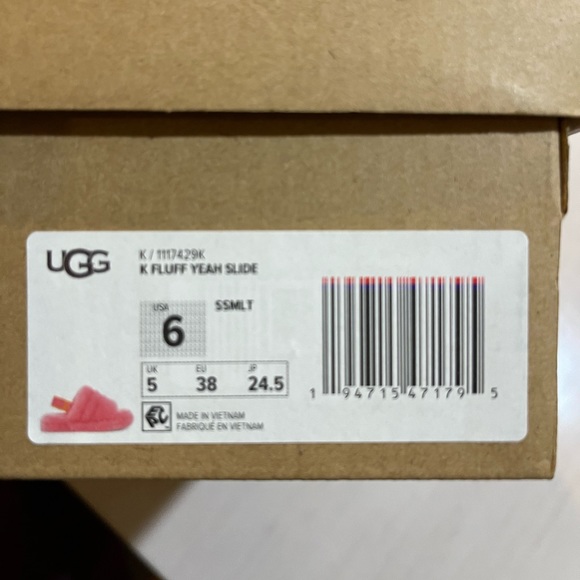 UGG
K / 1117429K
K FLUFF YEAH SLIDE
USA
6
SSMLT
UK EU JP
5 38 24.5
MADE IN VIETNAM
FABRIQUÉ EN VIETNAM
1 94715 47179 5